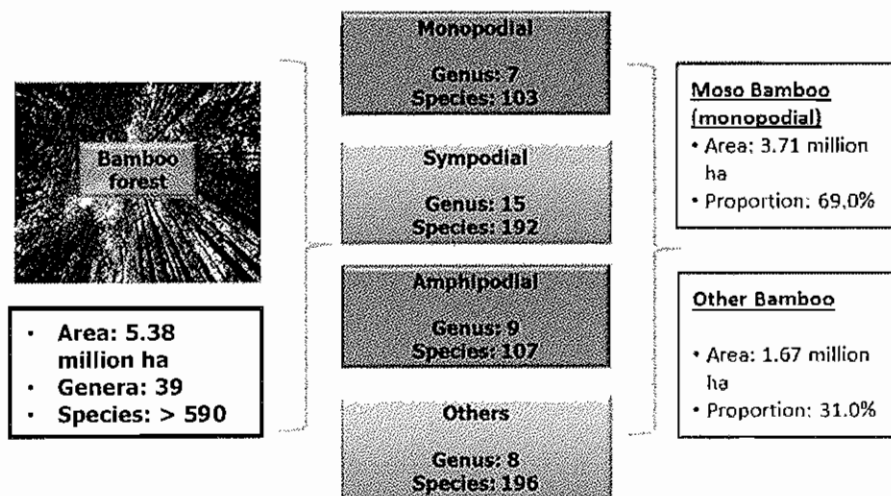 Bamboo
forest
• Area: 5.38
million ha
• Genera: 39
• Species: > 590
Monopodial
Genus: 7
Species: 103
Sympodial
Genus: 15
Species: 192
Amphipodial
Genus: 9
Species: 107
Others
Genus: 8
Species: 196
Moso Bamboo
(monopodial)
• Area: 3.71 million
ha
• Proportion: 69.0%
Other Bamboo
• Area: 1.67 million
ha
• Proportion: 31.0%